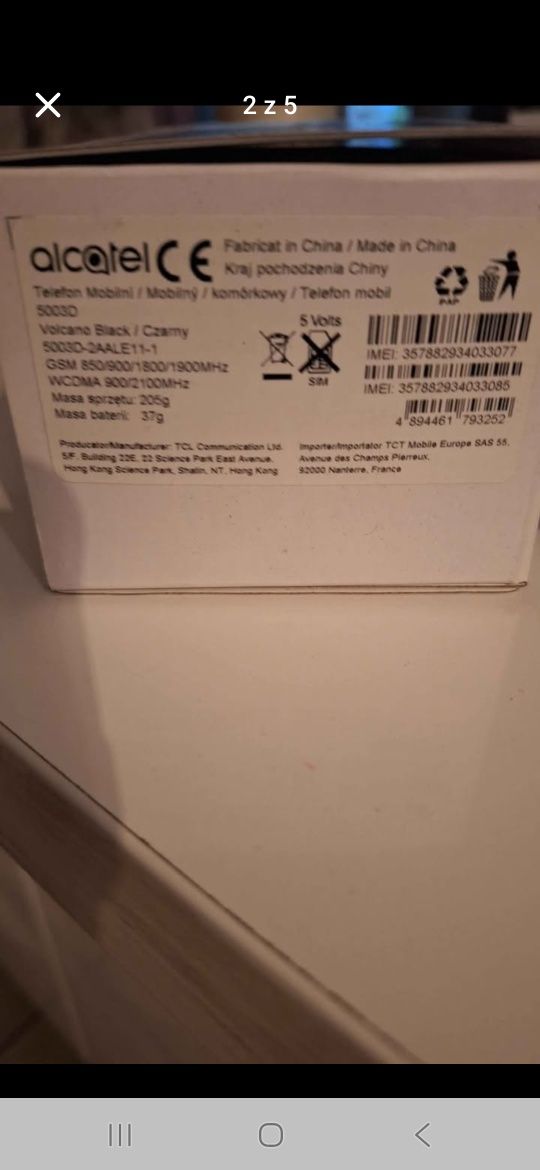 2 z 5
alcatel CE
Fabricat in China / Made in China
Kraj pochodzenia Chiny
Telefon Mobilní / Mobilný / komórkowy / Telefon mobil
5003D
Volcano Black / Czarny
5003D-2AALE11-1
GSM 850/900/1800/1900MHz
WCDMA 900/2100MHz
Masa sprzętu: 205g
Masa baterii: 37g
5 Volts
SIM
PAP
IMEI: 357882934033077
IMEI: 357882934033085
4 894461 793252
Producator/Manufacturer: TCL Communication Ltd.
5/F, Building 22E, 22 Science Park East Avenue,
Hong Kong Science Park, Shatin, NT, Hong Kong
Importer/Importator TCT Mobile Europe SAS 55,
Avenue des Champs Pierreux,
92000 Nanterre, France